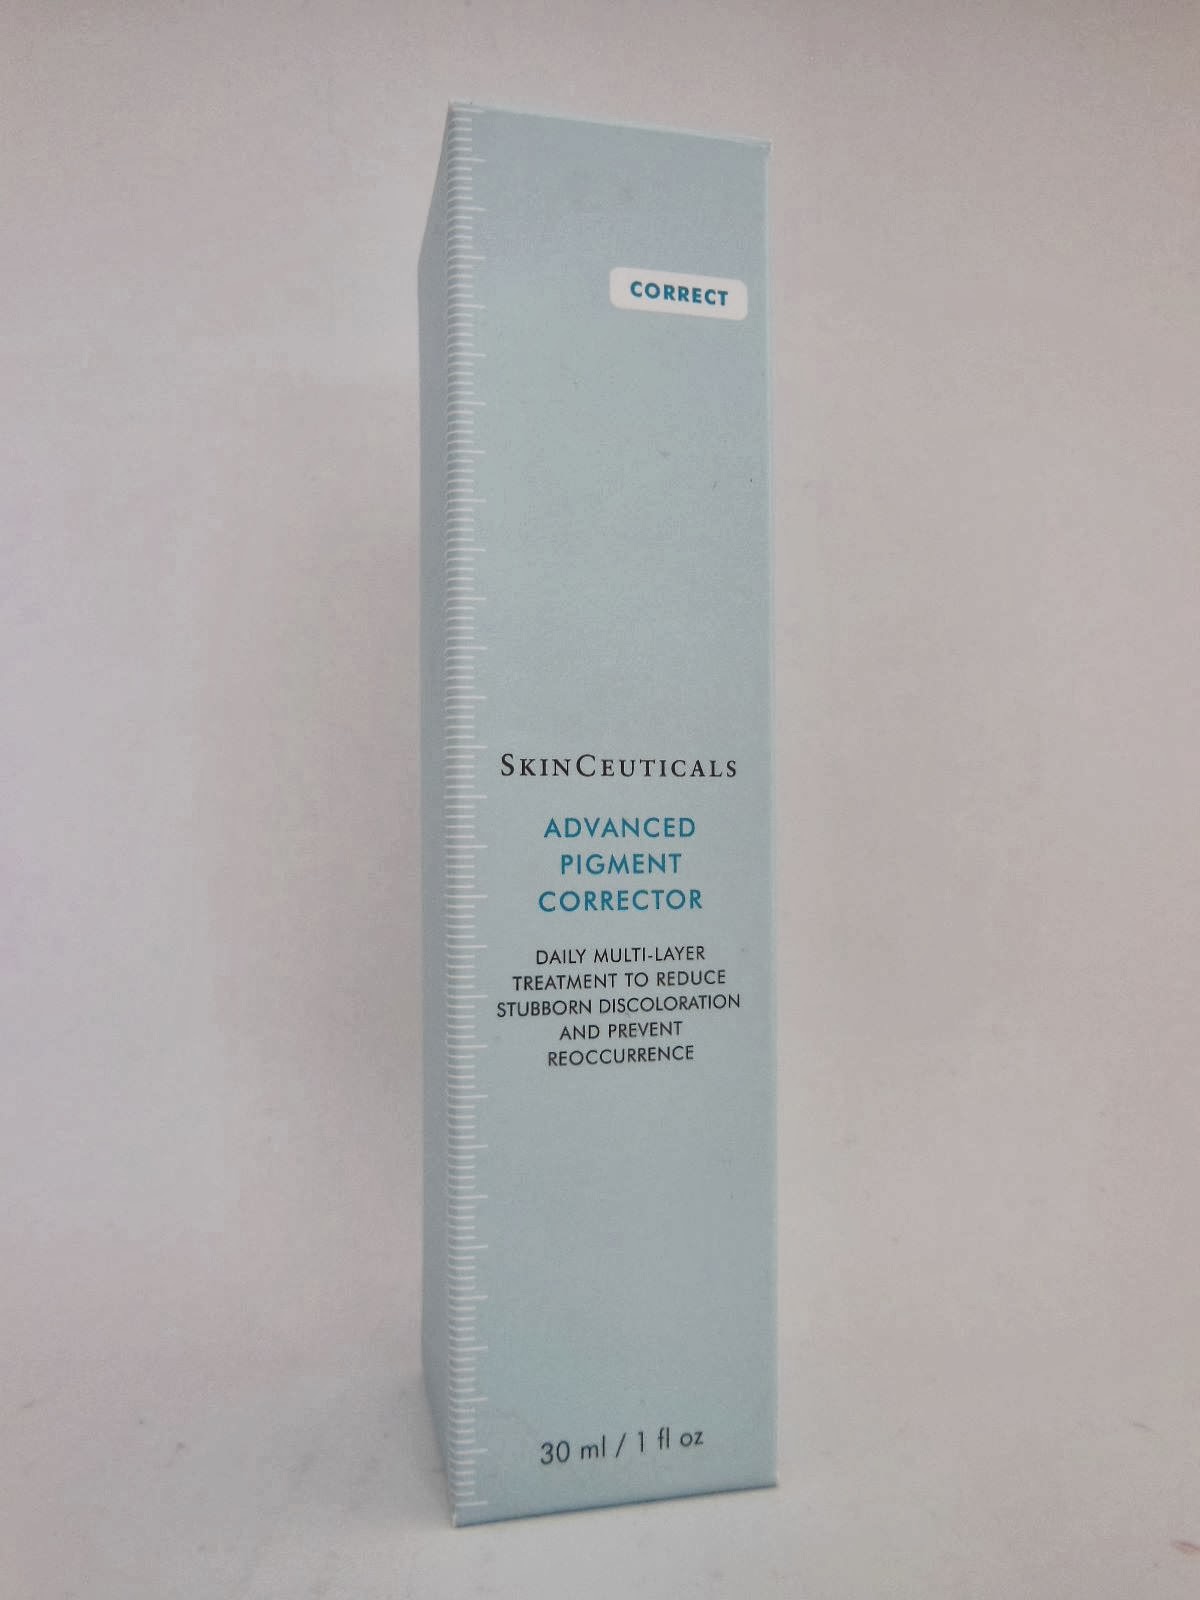 CORRECT
SKINCEUTICALS
ADVANCED
PIGMENT
CORRECTOR
DAILY MULTI-LAYER
TREATMENT TO REDUCE
STUBBORN DISCOLORATION
AND PREVENT
REOCCURRENCE
30 ml / 1 fl oz